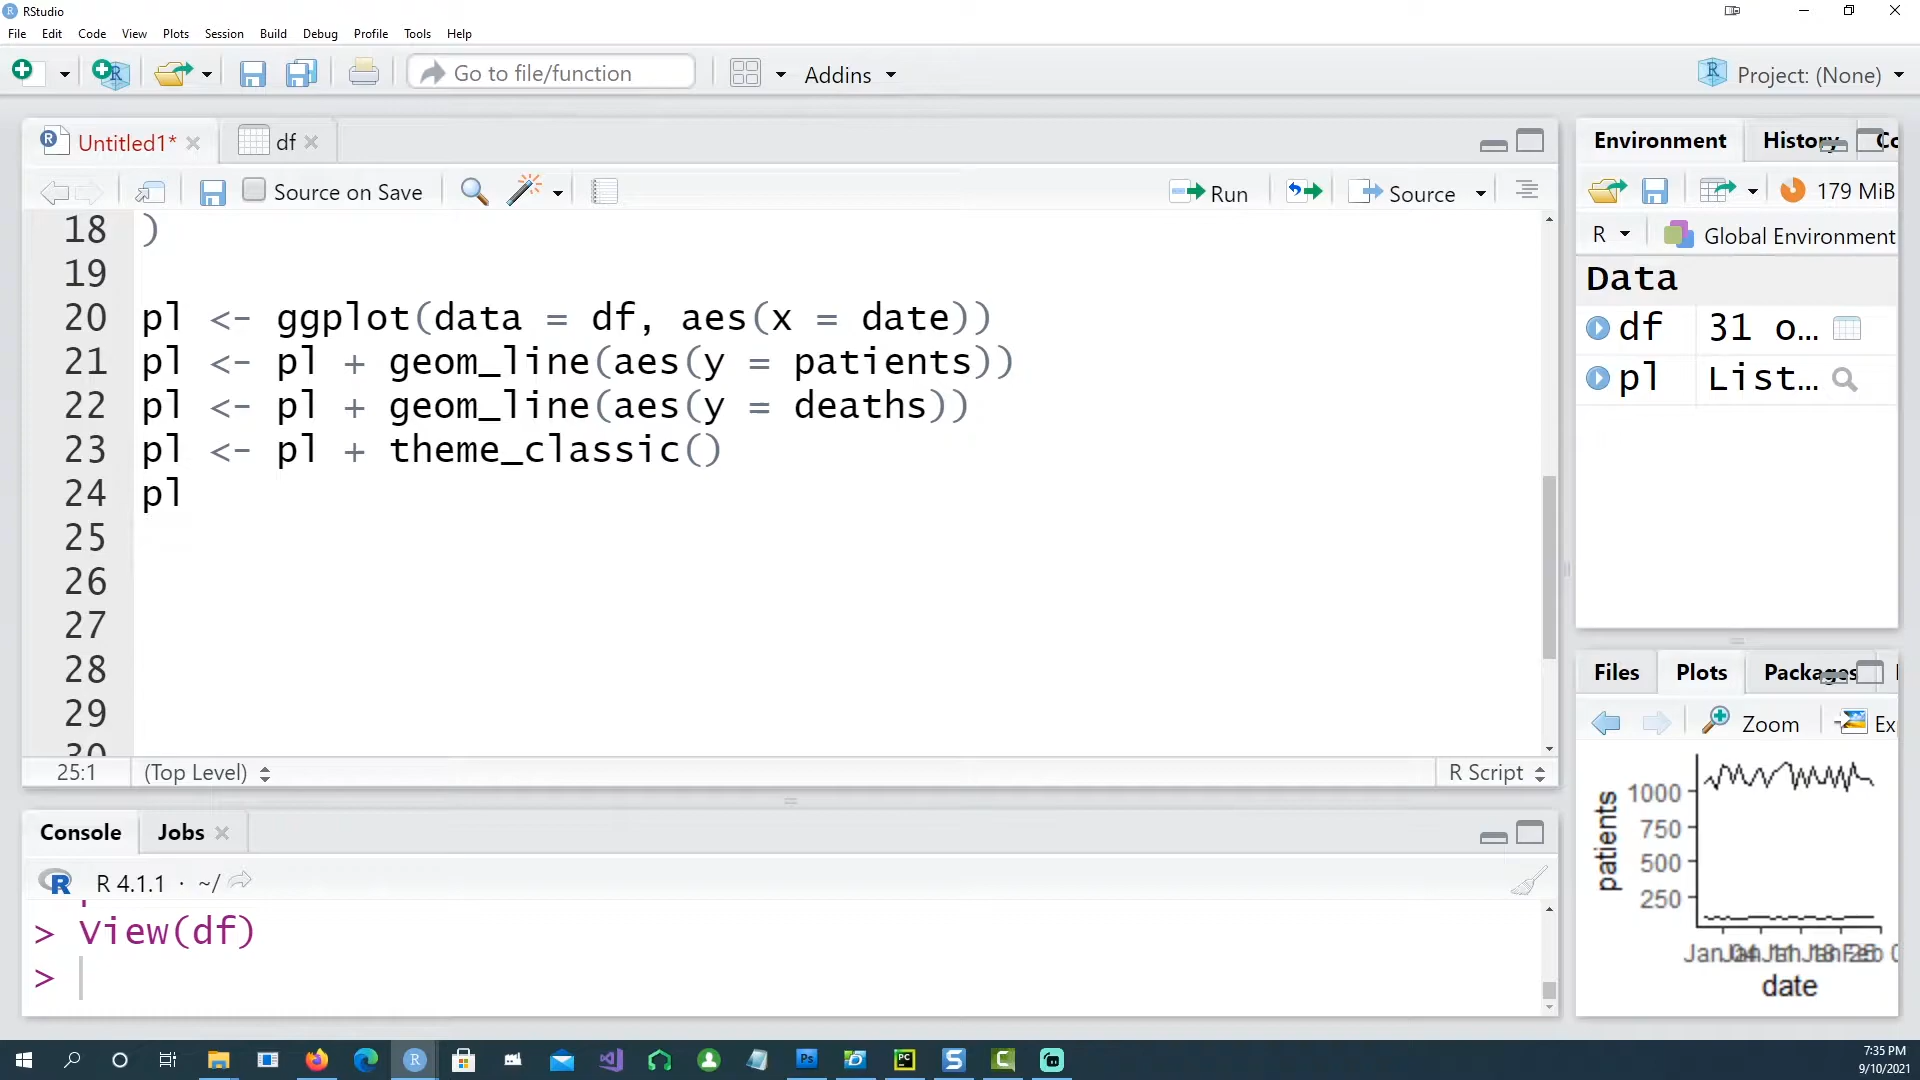 RStudio
File Edit Code View Plots Session Build Debug Profile Tools Help
Go to file/function Addins Project: (None)
Untitled1* df
Source on Save Run Source
18 )
19
20 pl <- ggplot(data = df, aes(x = date))
21 pl <- pl + geom_line(aes(y = patients))
22 pl <- pl + geom_line(aes(y = deaths))
23 pl <- pl + theme_classic()
24 pl
25
26
27
28
29
30
25:1 (Top Level) R Script
Console Jobs
R 4.1.1 · ~/
> View(df)
>
Environment History Co
179 MiB
R Global Environment
Data
df 31 o...
pl List...
Files Plots Packages
Zoom Ex
patients
1000
750
500
250
date
7:35 PM
9/10/2021